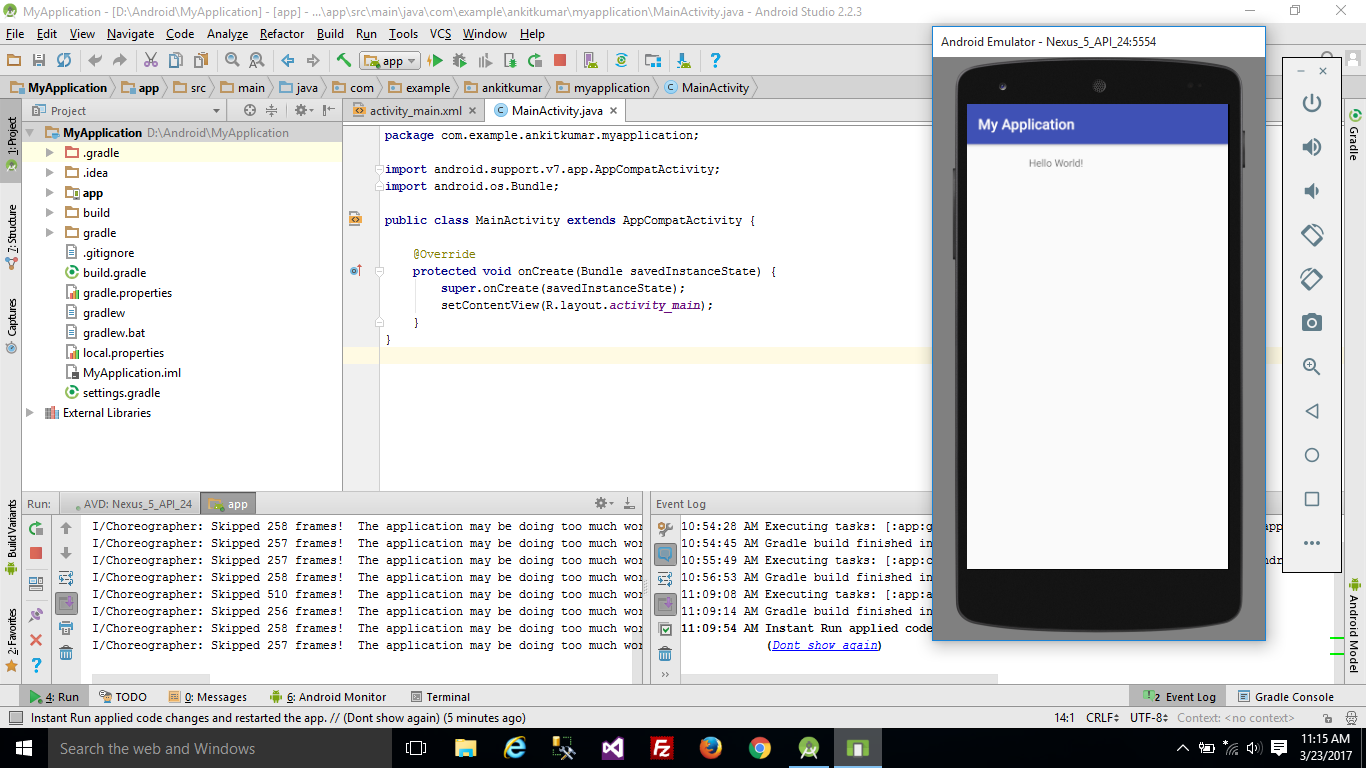 MyApplication - [D:\Android\MyApplication] - [app] - ...\app\src\main\java\com\example\ankitkumar\myapplication\MainActivity.java - Android Studio 2.2.3
File Edit View Navigate Code Analyze Refactor Build Run Tools VCS Window Help
app
MyApplication app src main java com example ankitkumar myapplication MainActivity
Project
activity_main.xml MainActivity.java
MyApplication D:\Android\MyApplication
.gradle
.idea
app
build
gradle
.gitignore
build.gradle
gradle.properties
gradlew
gradlew.bat
local.properties
MyApplication.iml
settings.gradle
External Libraries
1: Project
7: Structure
Captures
Build Variants
2: Favorites
package com.example.ankitkumar.myapplication;
import android.support.v7.app.AppCompatActivity;
import android.os.Bundle;
public class MainActivity extends AppCompatActivity {
@Override
protected void onCreate(Bundle savedInstanceState) {
super.onCreate(savedInstanceState);
setContentView(R.layout.activity_main);
}
}
Android Emulator - Nexus_5_API_24:5554
My Application
Hello World!
Gradle
Android Model
Run: AVD: Nexus_5_API_24 app
I/Choreographer: Skipped 258 frames! The application may be doing too much wor
I/Choreographer: Skipped 257 frames! The application may be doing too much wor
I/Choreographer: Skipped 257 frames! The application may be doing too much wor
I/Choreographer: Skipped 258 frames! The application may be doing too much wor
I/Choreographer: Skipped 510 frames! The application may be doing too much wor
I/Choreographer: Skipped 256 frames! The application may be doing too much wor
I/Choreographer: Skipped 258 frames! The application may be doing too much wor
I/Choreographer: Skipped 257 frames! The application may be doing too much wor
Event Log
10:54:28 AM Executing tasks: [:app:g
10:54:45 AM Gradle build finished in
10:55:49 AM Executing tasks: [:app:c
10:56:53 AM Gradle build finished in
11:09:08 AM Executing tasks: [:app:a
11:09:14 AM Gradle build finished in
11:09:54 AM Instant Run applied code
(Dont show again)
4: Run TODO 0: Messages 6: Android Monitor Terminal 2 Event Log Gradle Console
Instant Run applied code changes and restarted the app. // (Dont show again) (5 minutes ago) 14:1 CRLF UTF-8 Context: <no context>
Search the web and Windows
11:15 AM
3/23/2017